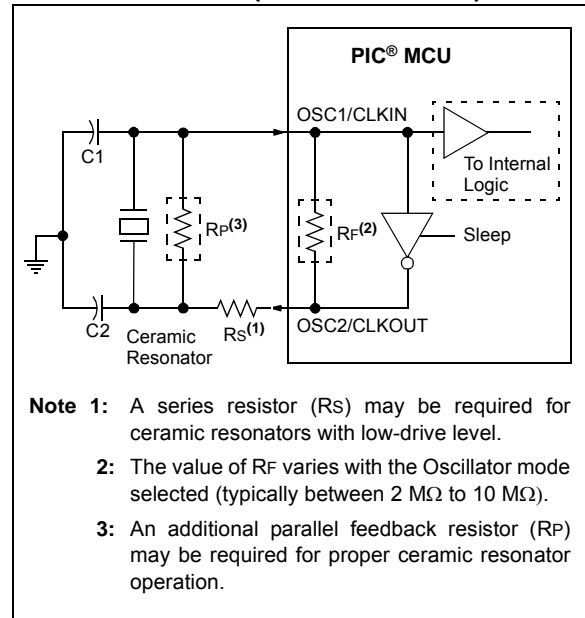 PIC® MCU
OSC1/CLKIN
C1
To Internal
Logic
RP(3)
RF(2)
Sleep
OSC2/CLKOUT
C2
Ceramic
Resonator
RS(1)
Note 1: A series resistor (RS) may be required for
ceramic resonators with low-drive level.
2: The value of RF varies with the Oscillator mode
selected (typically between 2 MΩ to 10 MΩ).
3: An additional parallel feedback resistor (RP)
may be required for proper ceramic resonator
operation.